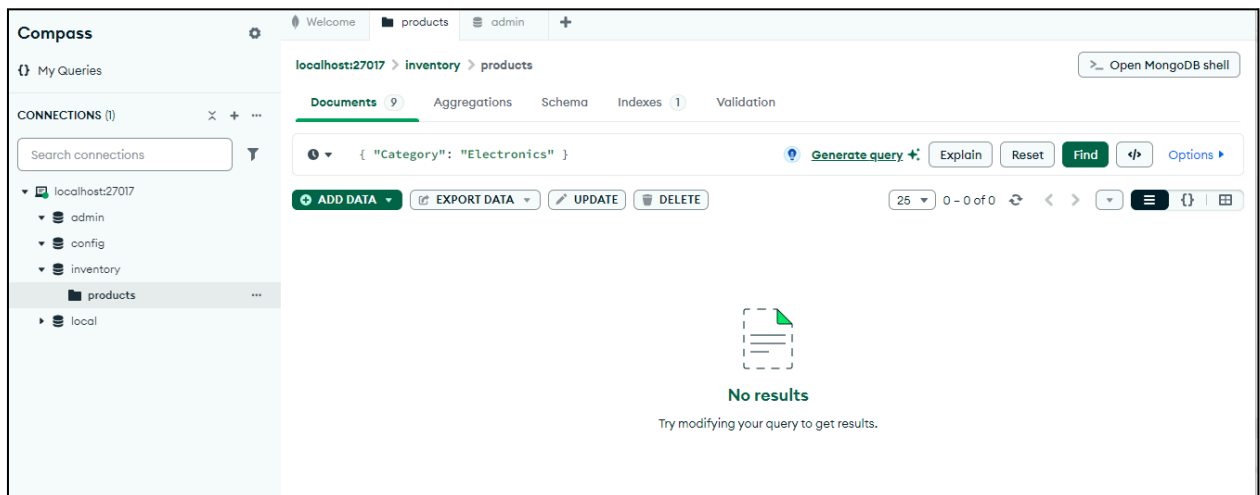 Compass
Welcome products admin
My Queries
localhost:27017 > inventory > products
>_ Open MongoDB shell
CONNECTIONS (1)
Documents 9 Aggregations Schema Indexes 1 Validation
Search connections
{ "Category": "Electronics" }
Generate query Explain Reset Find </> Options
localhost:27017
ADD DATA EXPORT DATA UPDATE DELETE
25 0 – 0 of 0
admin
config
inventory
products
local
No results
Try modifying your query to get results.